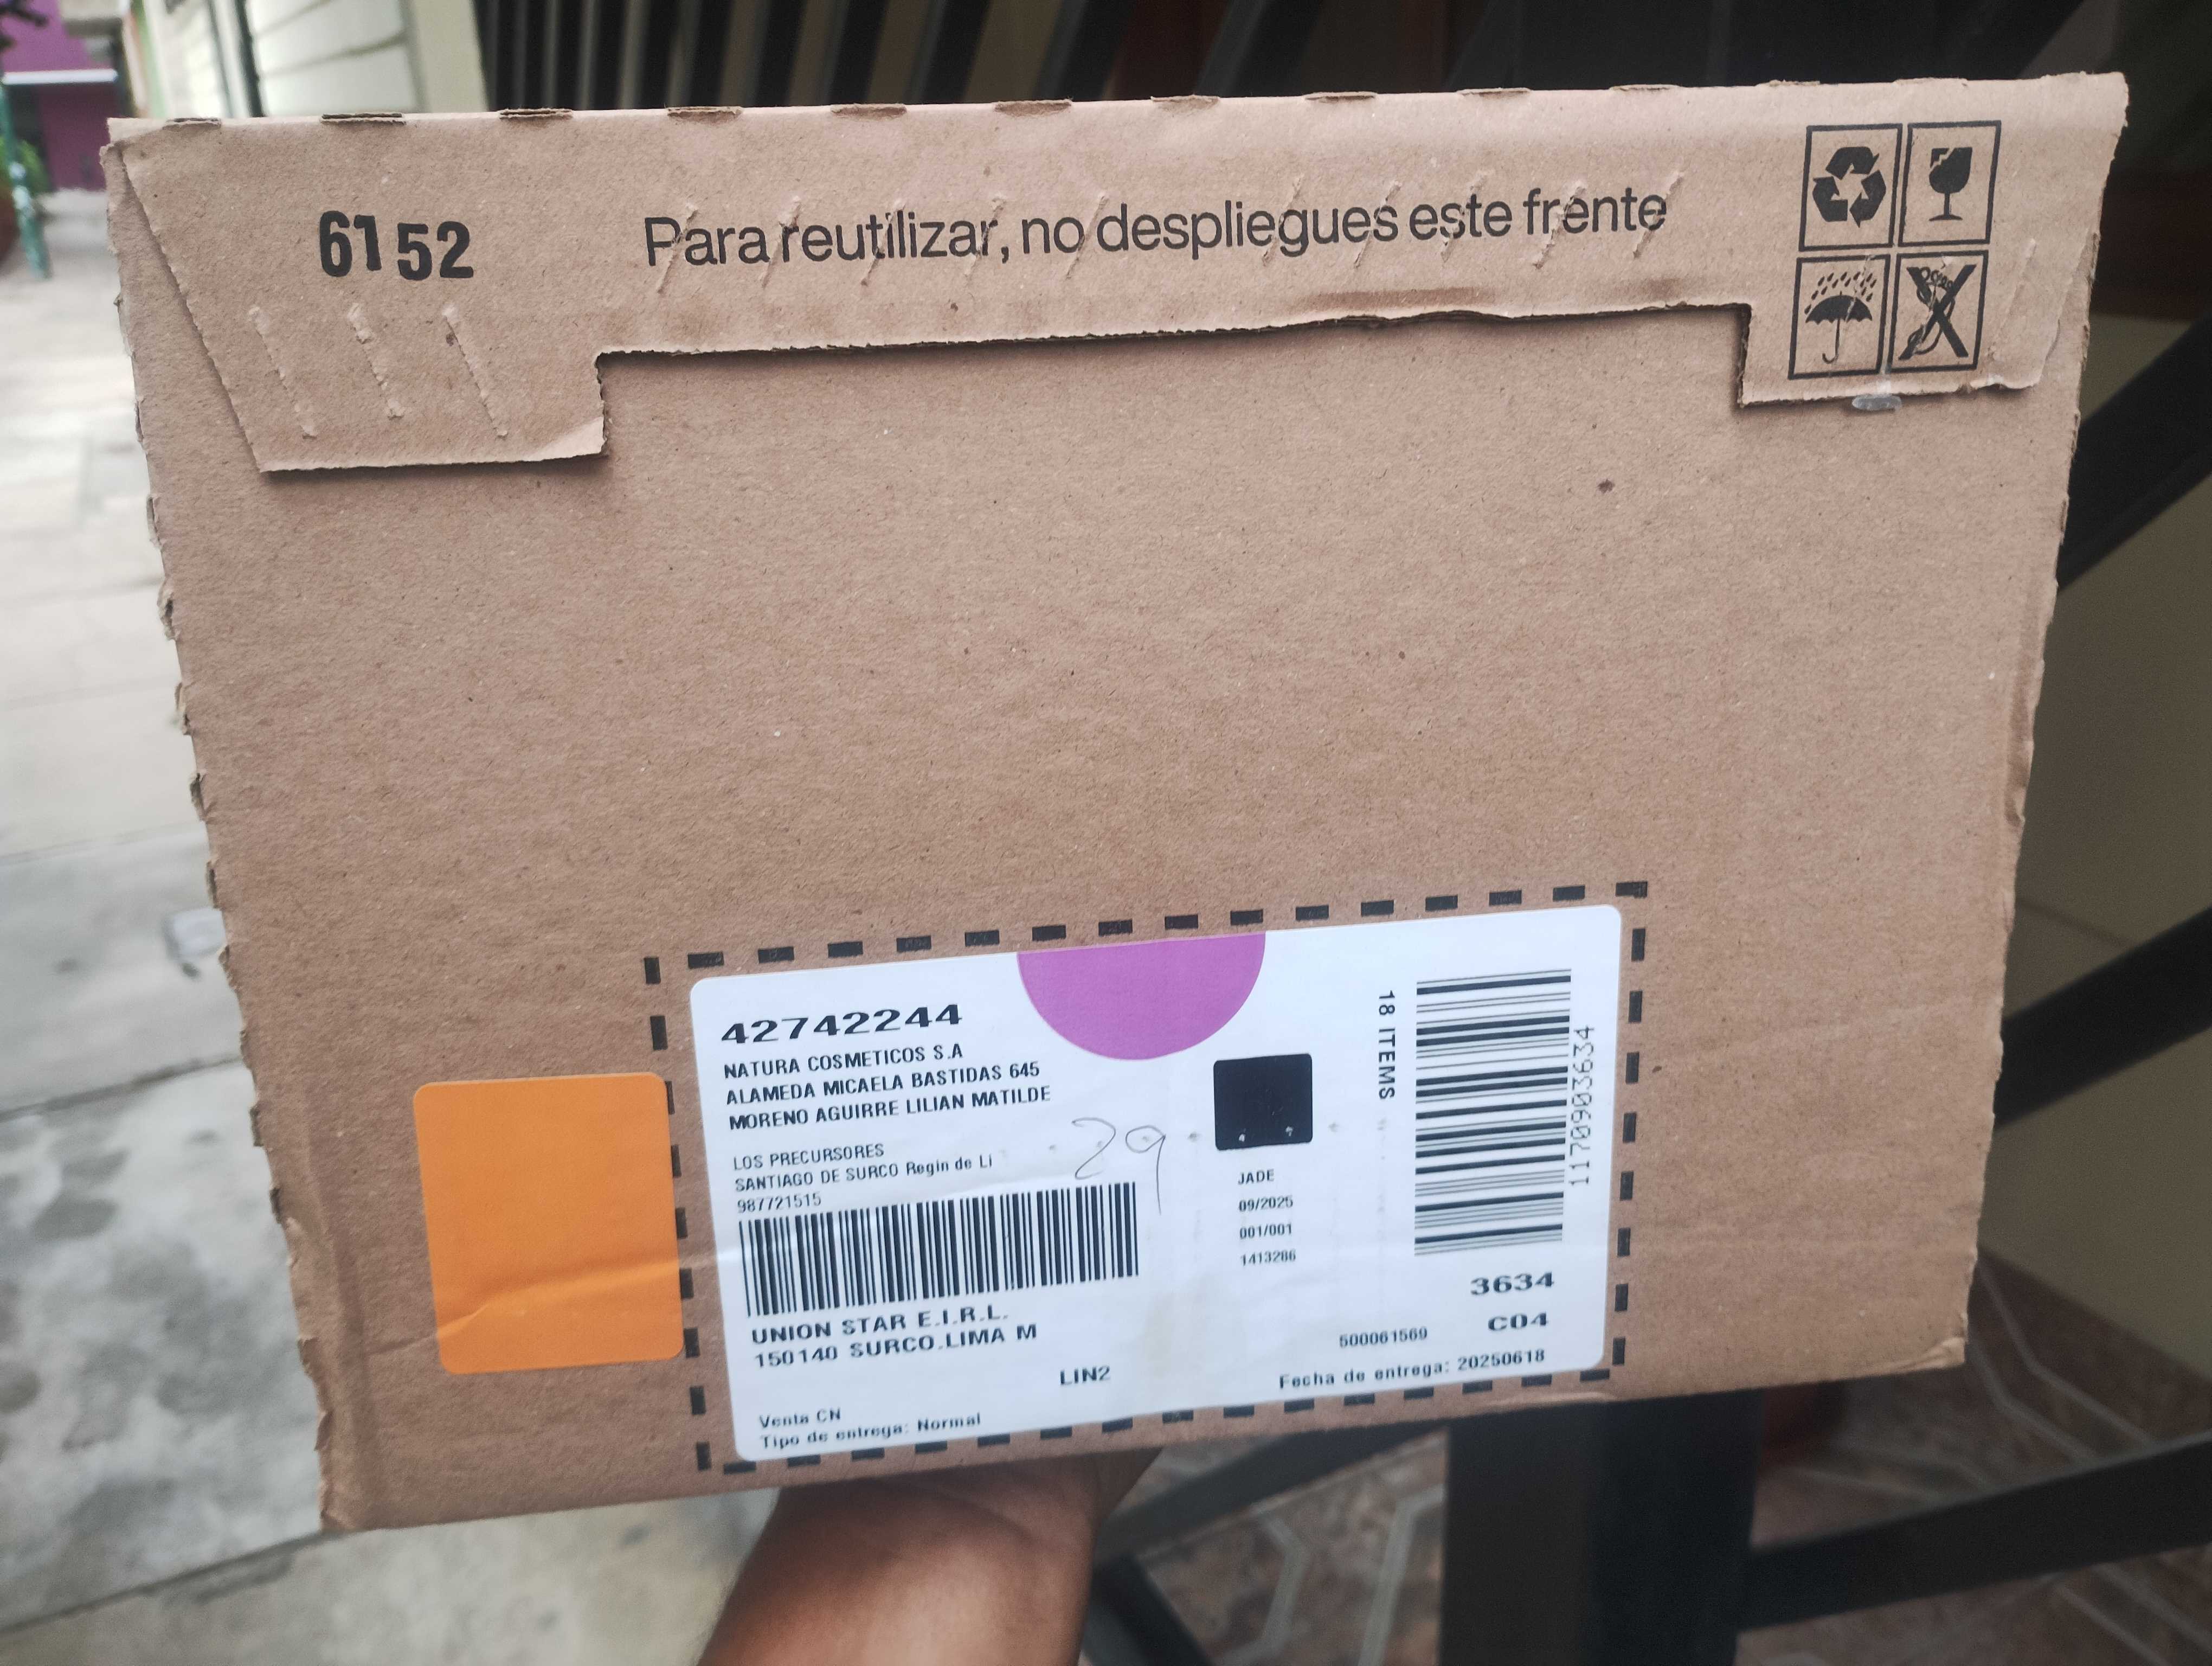 6152
Para reutilizar, no despliegues este frente
42742244
NATURA COSMETICOS S.A
ALAMEDA MICAELA BASTIDAS 645
MORENO AGUIRRE LILIAN MATILDE
LOS PRECURSORES
SANTIAGO DE SURCO Regin de Li
987721515
29
UNION STAR E.I.R.L.
150140 SURCO.LIMA M
LIN2
Venta CN
Tipo de entrega: Normal
JADE
09/2025
001/001
1413286
18 ITEMS
1170903634
3634
C04
500061569
Fecha de entrega: 20250618